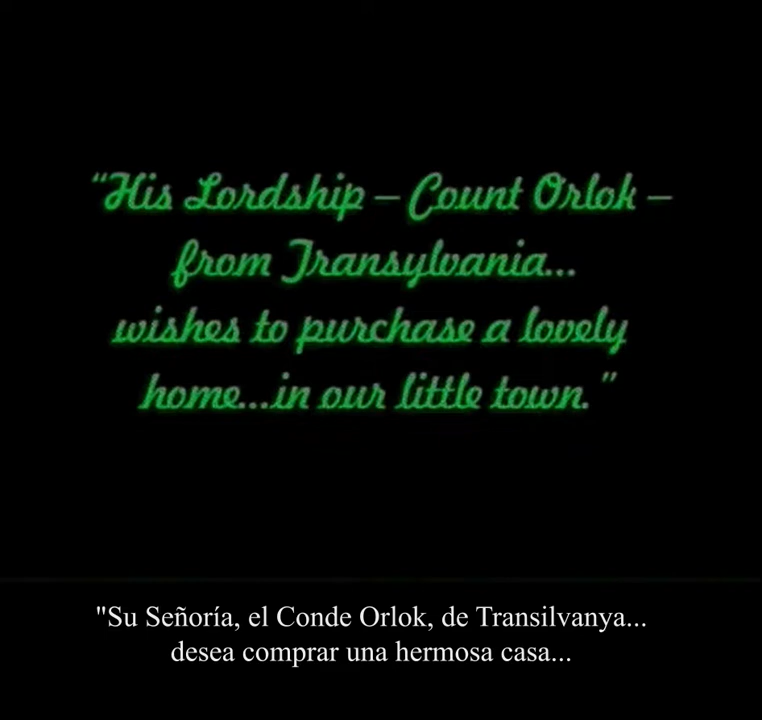 “His Lordship – Count Orlok –
from Transylvania...
wishes to purchase a lovely
home...in our little town.”
"Su Señoría, el Conde Orlok, de Transilvanya...
desea comprar una hermosa casa...